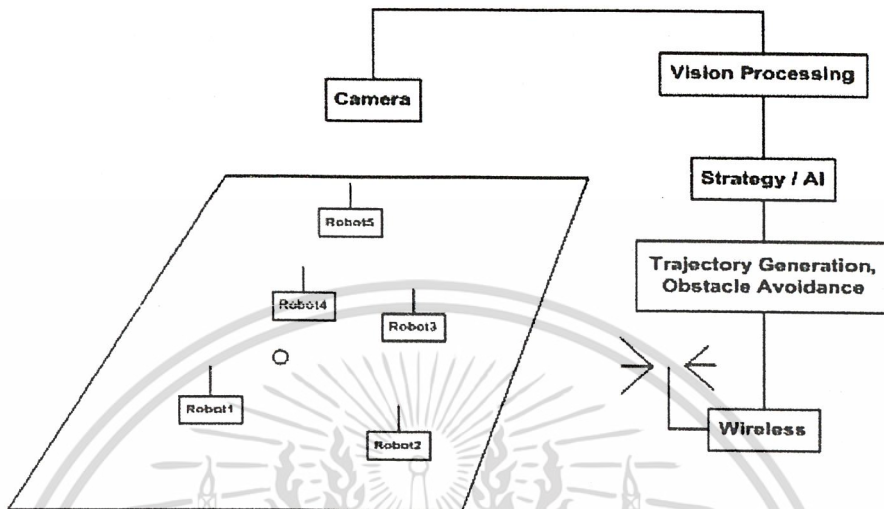 Camera
Vision Processing
Strategy / AI
Trajectory Generation,
Obstacle Avoidance
Wireless
Robot5
Robot4
Robot3
Robot1
Robot2